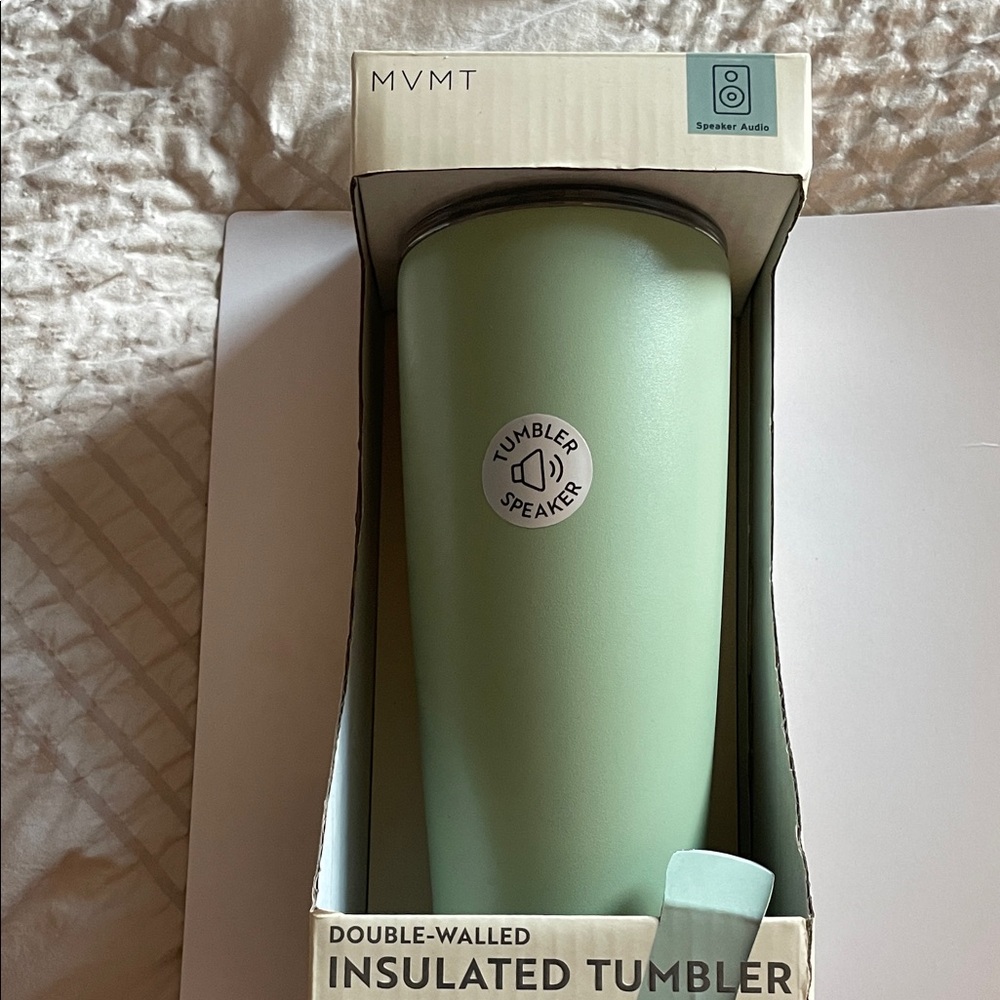 MVMT
Speaker Audio
TUMBLER
SPEAKER
DOUBLE-WALLED
INSULATED TUMBLER